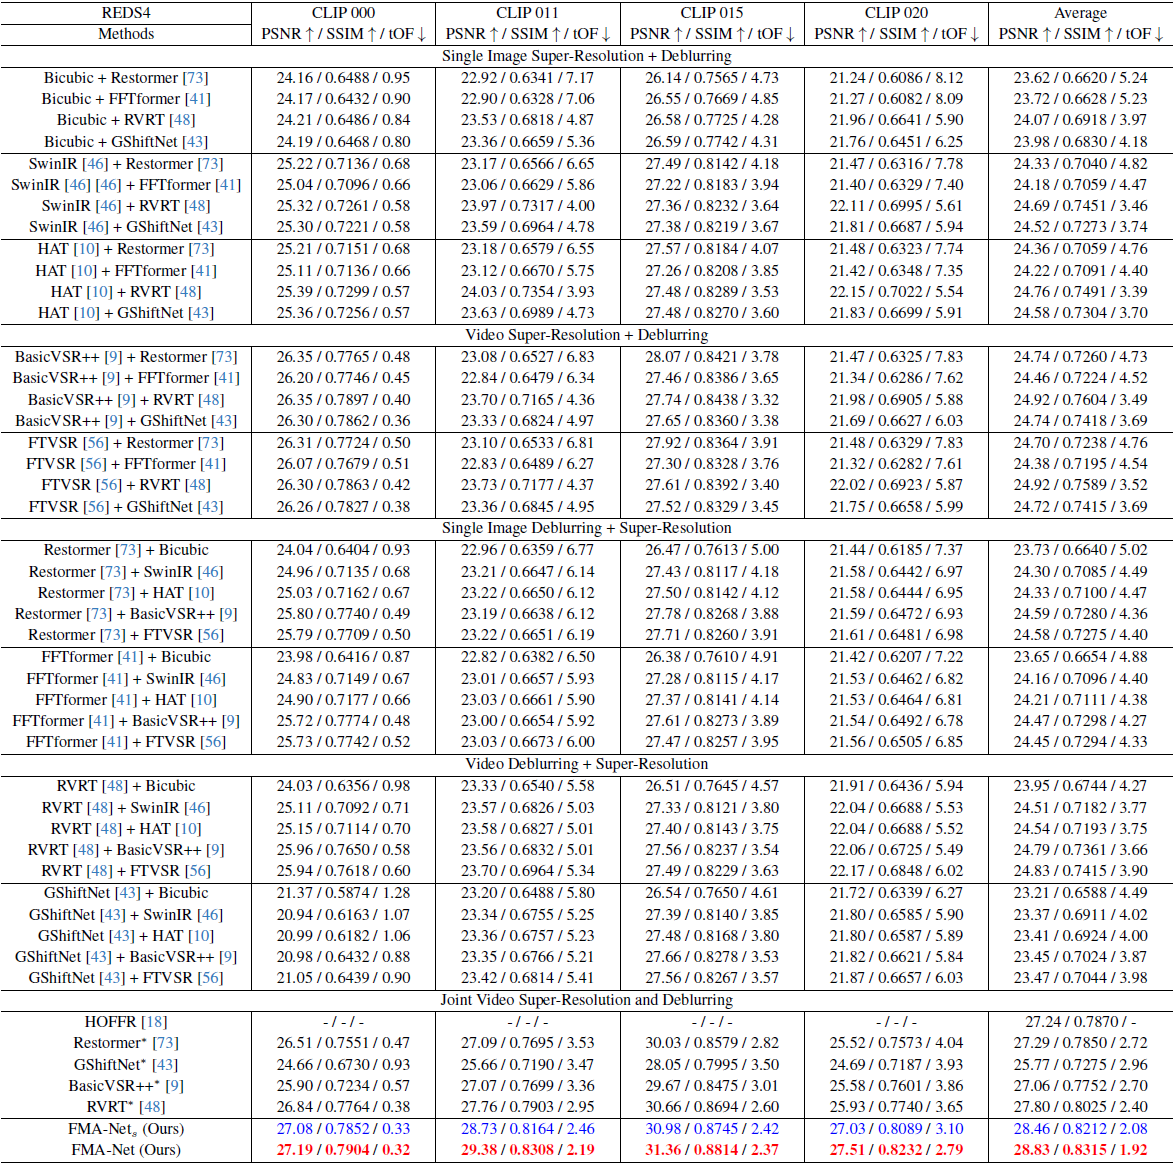 REDS4 CLIP 000 CLIP 011 CLIP 015 CLIP 020 Average
Methods PSNR ↑ / SSIM ↑ / tOF ↓ PSNR ↑ / SSIM ↑ / tOF ↓ PSNR ↑ / SSIM ↑ / tOF ↓ PSNR ↑ / SSIM ↑ / tOF ↓ PSNR ↑ / SSIM ↑ / tOF ↓
Single Image Super-Resolution + Deblurring
Bicubic + Restormer [73] 24.16 / 0.6488 / 0.95 22.92 / 0.6341 / 7.17 26.14 / 0.7565 / 4.73 21.24 / 0.6086 / 8.12 23.62 / 0.6620 / 5.24
Bicubic + FFTformer [41] 24.17 / 0.6432 / 0.90 22.90 / 0.6328 / 7.06 26.55 / 0.7669 / 4.85 21.27 / 0.6082 / 8.09 23.72 / 0.6628 / 5.23
Bicubic + RVRT [48] 24.21 / 0.6486 / 0.84 23.53 / 0.6818 / 4.87 26.58 / 0.7725 / 4.28 21.96 / 0.6641 / 5.90 24.07 / 0.6918 / 3.97
Bicubic + GShiftNet [43] 24.19 / 0.6468 / 0.80 23.36 / 0.6659 / 5.36 26.59 / 0.7742 / 4.31 21.76 / 0.6451 / 6.25 23.98 / 0.6830 / 4.18
SwinIR [46] + Restormer [73] 25.22 / 0.7136 / 0.68 23.17 / 0.6566 / 6.65 27.49 / 0.8142 / 4.18 21.47 / 0.6316 / 7.78 24.33 / 0.7040 / 4.82
SwinIR [46] [46] + FFTformer [41] 25.04 / 0.7096 / 0.66 23.06 / 0.6629 / 5.86 27.22 / 0.8183 / 3.94 21.40 / 0.6329 / 7.40 24.18 / 0.7059 / 4.47
SwinIR [46] + RVRT [48] 25.32 / 0.7261 / 0.58 23.97 / 0.7317 / 4.00 27.36 / 0.8232 / 3.64 22.11 / 0.6995 / 5.61 24.69 / 0.7451 / 3.46
SwinIR [46] + GShiftNet [43] 25.30 / 0.7221 / 0.58 23.59 / 0.6964 / 4.78 27.38 / 0.8219 / 3.67 21.81 / 0.6687 / 5.94 24.52 / 0.7273 / 3.74
HAT [10] + Restormer [73] 25.21 / 0.7151 / 0.68 23.18 / 0.6579 / 6.55 27.57 / 0.8184 / 4.07 21.48 / 0.6323 / 7.74 24.36 / 0.7059 / 4.76
HAT [10] + FFTformer [41] 25.11 / 0.7136 / 0.66 23.12 / 0.6670 / 5.75 27.26 / 0.8208 / 3.85 21.42 / 0.6348 / 7.35 24.22 / 0.7091 / 4.40
HAT [10] + RVRT [48] 25.39 / 0.7299 / 0.57 24.03 / 0.7354 / 3.93 27.48 / 0.8289 / 3.53 22.15 / 0.7022 / 5.54 24.76 / 0.7491 / 3.39
HAT [10] + GShiftNet [43] 25.36 / 0.7256 / 0.57 23.63 / 0.6989 / 4.73 27.48 / 0.8270 / 3.60 21.83 / 0.6699 / 5.91 24.58 / 0.7304 / 3.70
Video Super-Resolution + Deblurring
BasicVSR++ [9] + Restormer [73] 26.35 / 0.7765 / 0.48 23.08 / 0.6527 / 6.83 28.07 / 0.8421 / 3.78 21.47 / 0.6325 / 7.83 24.74 / 0.7260 / 4.73
BasicVSR++ [9] + FFTformer [41] 26.20 / 0.7746 / 0.45 22.84 / 0.6479 / 6.34 27.46 / 0.8386 / 3.65 21.34 / 0.6286 / 7.62 24.46 / 0.7224 / 4.52
BasicVSR++ [9] + RVRT [48] 26.35 / 0.7897 / 0.40 23.70 / 0.7165 / 4.36 27.74 / 0.8438 / 3.32 21.98 / 0.6905 / 5.88 24.92 / 0.7604 / 3.49
BasicVSR++ [9] + GShiftNet [43] 26.30 / 0.7862 / 0.36 23.33 / 0.6824 / 4.97 27.65 / 0.8360 / 3.38 21.69 / 0.6627 / 6.03 24.74 / 0.7418 / 3.69
FTVSR [56] + Restormer [73] 26.31 / 0.7724 / 0.50 23.10 / 0.6533 / 6.81 27.92 / 0.8364 / 3.91 21.48 / 0.6329 / 7.83 24.70 / 0.7238 / 4.76
FTVSR [56] + FFTformer [41] 26.07 / 0.7679 / 0.51 22.83 / 0.6489 / 6.27 27.30 / 0.8328 / 3.76 21.32 / 0.6282 / 7.61 24.38 / 0.7195 / 4.54
FTVSR [56] + RVRT [48] 26.30 / 0.7863 / 0.42 23.73 / 0.7177 / 4.37 27.61 / 0.8392 / 3.40 22.02 / 0.6923 / 5.87 24.92 / 0.7589 / 3.52
FTVSR [56] + GShiftNet [43] 26.26 / 0.7827 / 0.38 23.36 / 0.6845 / 4.95 27.52 / 0.8329 / 3.45 21.75 / 0.6658 / 5.99 24.72 / 0.7415 / 3.69
Single Image Deblurring + Super-Resolution
Restormer [73] + Bicubic 24.04 / 0.6404 / 0.93 22.96 / 0.6359 / 6.77 26.47 / 0.7613 / 5.00 21.44 / 0.6185 / 7.37 23.73 / 0.6640 / 5.02
Restormer [73] + SwinIR [46] 24.96 / 0.7135 / 0.68 23.21 / 0.6647 / 6.14 27.43 / 0.8117 / 4.18 21.58 / 0.6442 / 6.97 24.30 / 0.7085 / 4.49
Restormer [73] + HAT [10] 25.03 / 0.7162 / 0.67 23.22 / 0.6650 / 6.12 27.50 / 0.8142 / 4.12 21.58 / 0.6444 / 6.95 24.33 / 0.7100 / 4.47
Restormer [73] + BasicVSR++ [9] 25.80 / 0.7740 / 0.49 23.19 / 0.6638 / 6.12 27.78 / 0.8268 / 3.88 21.59 / 0.6472 / 6.93 24.59 / 0.7280 / 4.36
Restormer [73] + FTVSR [56] 25.79 / 0.7709 / 0.50 23.22 / 0.6651 / 6.19 27.71 / 0.8260 / 3.91 21.61 / 0.6481 / 6.98 24.58 / 0.7275 / 4.40
FFTformer [41] + Bicubic 23.98 / 0.6416 / 0.87 22.82 / 0.6382 / 6.50 26.38 / 0.7610 / 4.91 21.42 / 0.6207 / 7.22 23.65 / 0.6654 / 4.88
FFTformer [41] + SwinIR [46] 24.83 / 0.7149 / 0.67 23.01 / 0.6657 / 5.93 27.28 / 0.8115 / 4.17 21.53 / 0.6462 / 6.82 24.16 / 0.7096 / 4.40
FFTformer [41] + HAT [10] 24.90 / 0.7177 / 0.66 23.03 / 0.6661 / 5.90 27.37 / 0.8141 / 4.14 21.53 / 0.6464 / 6.81 24.21 / 0.7111 / 4.38
FFTformer [41] + BasicVSR++ [9] 25.72 / 0.7774 / 0.48 23.00 / 0.6654 / 5.92 27.61 / 0.8273 / 3.89 21.54 / 0.6492 / 6.78 24.47 / 0.7298 / 4.27
FFTformer [41] + FTVSR [56] 25.73 / 0.7742 / 0.52 23.03 / 0.6673 / 6.00 27.47 / 0.8257 / 3.95 21.56 / 0.6505 / 6.85 24.45 / 0.7294 / 4.33
Video Deblurring + Super-Resolution
RVRT [48] + Bicubic 24.03 / 0.6356 / 0.98 23.33 / 0.6540 / 5.58 26.51 / 0.7645 / 4.57 21.91 / 0.6436 / 5.94 23.95 / 0.6744 / 4.27
RVRT [48] + SwinIR [46] 25.11 / 0.7092 / 0.71 23.57 / 0.6826 / 5.03 27.33 / 0.8121 / 3.80 22.04 / 0.6688 / 5.53 24.51 / 0.7182 / 3.77
RVRT [48] + HAT [10] 25.15 / 0.7114 / 0.70 23.58 / 0.6827 / 5.01 27.40 / 0.8143 / 3.75 22.04 / 0.6688 / 5.52 24.54 / 0.7193 / 3.75
RVRT [48] + BasicVSR++ [9] 25.96 / 0.7650 / 0.58 23.56 / 0.6832 / 5.01 27.56 / 0.8237 / 3.54 22.06 / 0.6725 / 5.49 24.79 / 0.7361 / 3.66
RVRT [48] + FTVSR [56] 25.94 / 0.7618 / 0.60 23.70 / 0.6964 / 5.34 27.49 / 0.8229 / 3.63 22.17 / 0.6848 / 6.02 24.83 / 0.7415 / 3.90
GShiftNet [43] + Bicubic 21.37 / 0.5874 / 1.28 23.20 / 0.6488 / 5.80 26.54 / 0.7650 / 4.61 21.72 / 0.6339 / 6.27 23.21 / 0.6588 / 4.49
GShiftNet [43] + SwinIR [46] 20.94 / 0.6163 / 1.07 23.34 / 0.6755 / 5.25 27.39 / 0.8140 / 3.85 21.80 / 0.6585 / 5.90 23.37 / 0.6911 / 4.02
GShiftNet [43] + HAT [10] 20.99 / 0.6182 / 1.06 23.36 / 0.6757 / 5.23 27.48 / 0.8168 / 3.80 21.80 / 0.6587 / 5.89 23.41 / 0.6924 / 4.00
GShiftNet [43] + BasicVSR++ [9] 20.98 / 0.6432 / 0.88 23.35 / 0.6766 / 5.21 27.66 / 0.8278 / 3.53 21.82 / 0.6621 / 5.84 23.45 / 0.7024 / 3.87
GShiftNet [43] + FTVSR [56] 21.05 / 0.6439 / 0.90 23.42 / 0.6814 / 5.41 27.56 / 0.8267 / 3.57 21.87 / 0.6657 / 6.03 23.47 / 0.7044 / 3.98
Joint Video Super-Resolution and Deblurring
HOFFR [18] - / - / - - / - / - - / - / - - / - / - 27.24 / 0.7870 / -
Restormer* [73] 26.51 / 0.7551 / 0.47 27.09 / 0.7695 / 3.53 30.03 / 0.8579 / 2.82 25.52 / 0.7573 / 4.04 27.29 / 0.7850 / 2.72
GShiftNet* [43] 24.66 / 0.6730 / 0.93 25.66 / 0.7190 / 3.47 28.05 / 0.7995 / 3.50 24.69 / 0.7187 / 3.93 25.77 / 0.7275 / 2.96
BasicVSR++* [9] 25.90 / 0.7234 / 0.57 27.07 / 0.7699 / 3.36 29.67 / 0.8475 / 3.01 25.58 / 0.7601 / 3.86 27.06 / 0.7752 / 2.70
RVRT* [48] 26.84 / 0.7764 / 0.38 27.76 / 0.7903 / 2.95 30.66 / 0.8694 / 2.60 25.93 / 0.7740 / 3.65 27.80 / 0.8025 / 2.40
FMA-Netₛ (Ours) 27.08 / 0.7852 / 0.33 28.73 / 0.8164 / 2.46 30.98 / 0.8745 / 2.42 27.03 / 0.8089 / 3.10 28.46 / 0.8212 / 2.08
FMA-Net (Ours) 27.19 / 0.7904 / 0.32 29.38 / 0.8308 / 2.19 31.36 / 0.8814 / 2.37 27.51 / 0.8232 / 2.79 28.83 / 0.8315 / 1.92